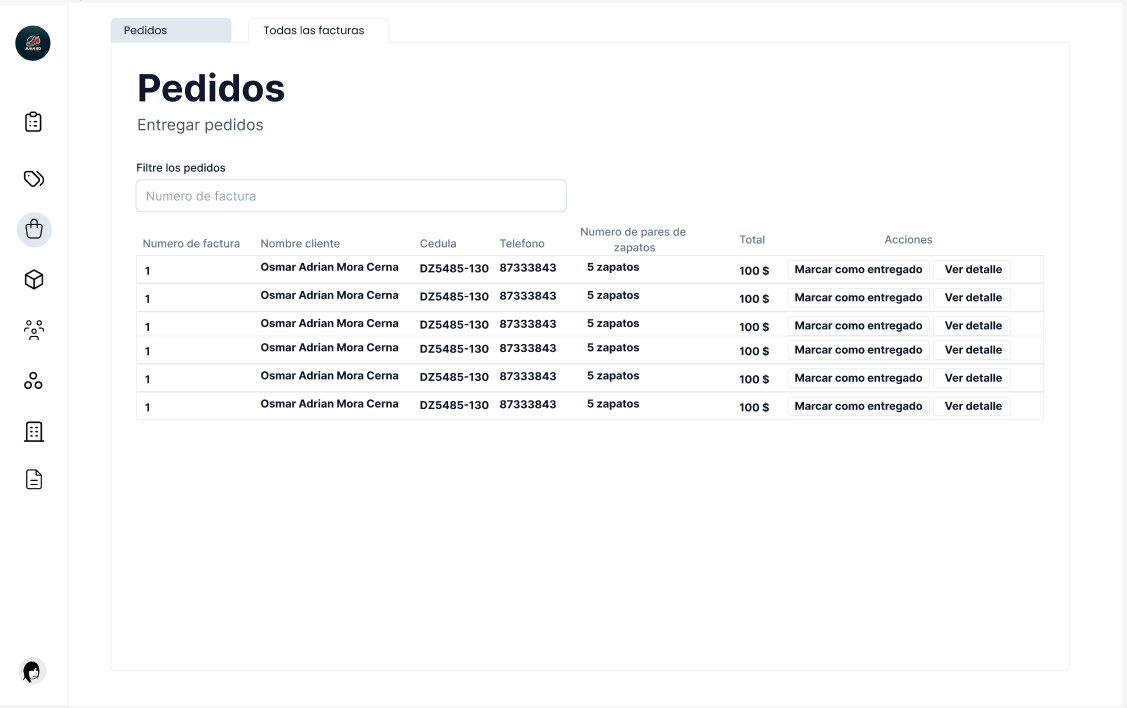 Pedidos
Todas las facturas
Pedidos
Entregar pedidos
Filtre los pedidos
Numero de factura
Numero de factura Nombre cliente Cedula Telefono Numero de pares de zapatos Total Acciones
1 Osmar Adrian Mora Cerna DZ5485-130 87333843 5 zapatos 100 $ Marcar como entregado Ver detalle
1 Osmar Adrian Mora Cerna DZ5485-130 87333843 5 zapatos 100 $ Marcar como entregado Ver detalle
1 Osmar Adrian Mora Cerna DZ5485-130 87333843 5 zapatos 100 $ Marcar como entregado Ver detalle
1 Osmar Adrian Mora Cerna DZ5485-130 87333843 5 zapatos 100 $ Marcar como entregado Ver detalle
1 Osmar Adrian Mora Cerna DZ5485-130 87333843 5 zapatos 100 $ Marcar como entregado Ver detalle
1 Osmar Adrian Mora Cerna DZ5485-130 87333843 5 zapatos 100 $ Marcar como entregado Ver detalle